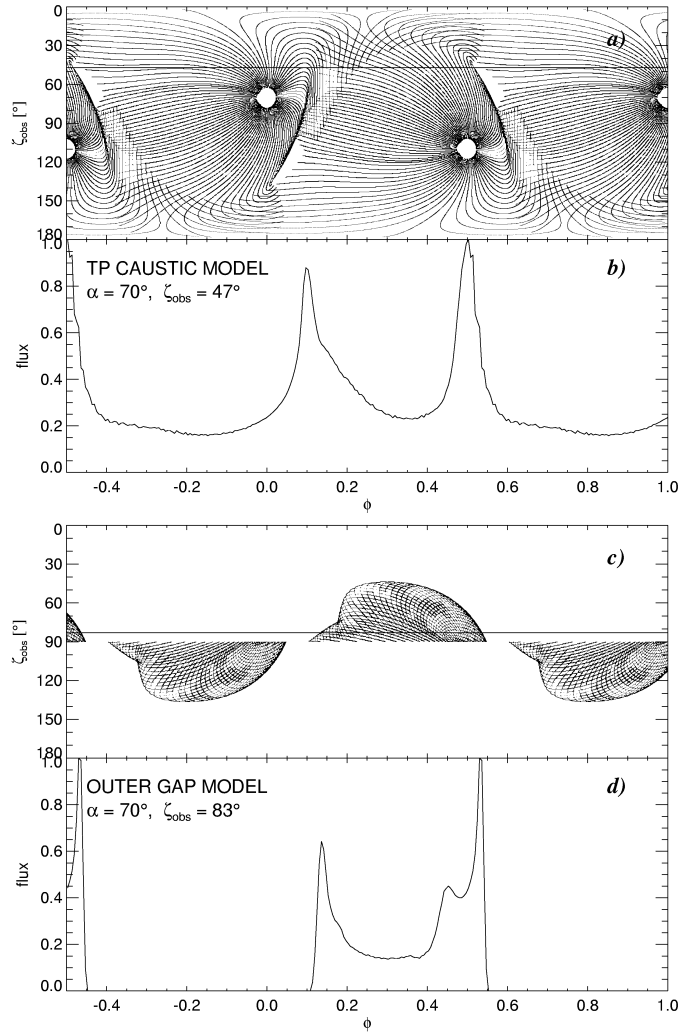 0
30
60
90
120
150
180
ζobs [°]
a)
1.0
0.8
0.6
0.4
0.2
0.0
flux
TP CAUSTIC MODEL
α = 70°, ζobs = 47°
b)
-0.4 -0.2 0.0 0.2 0.4 0.6 0.8 1.0
ϕ
0
30
60
90
120
150
180
ζobs [°]
c)
1.0
0.8
0.6
0.4
0.2
0.0
flux
OUTER GAP MODEL
α = 70°, ζobs = 83°
d)
-0.4 -0.2 0.0 0.2 0.4 0.6 0.8 1.0
ϕ